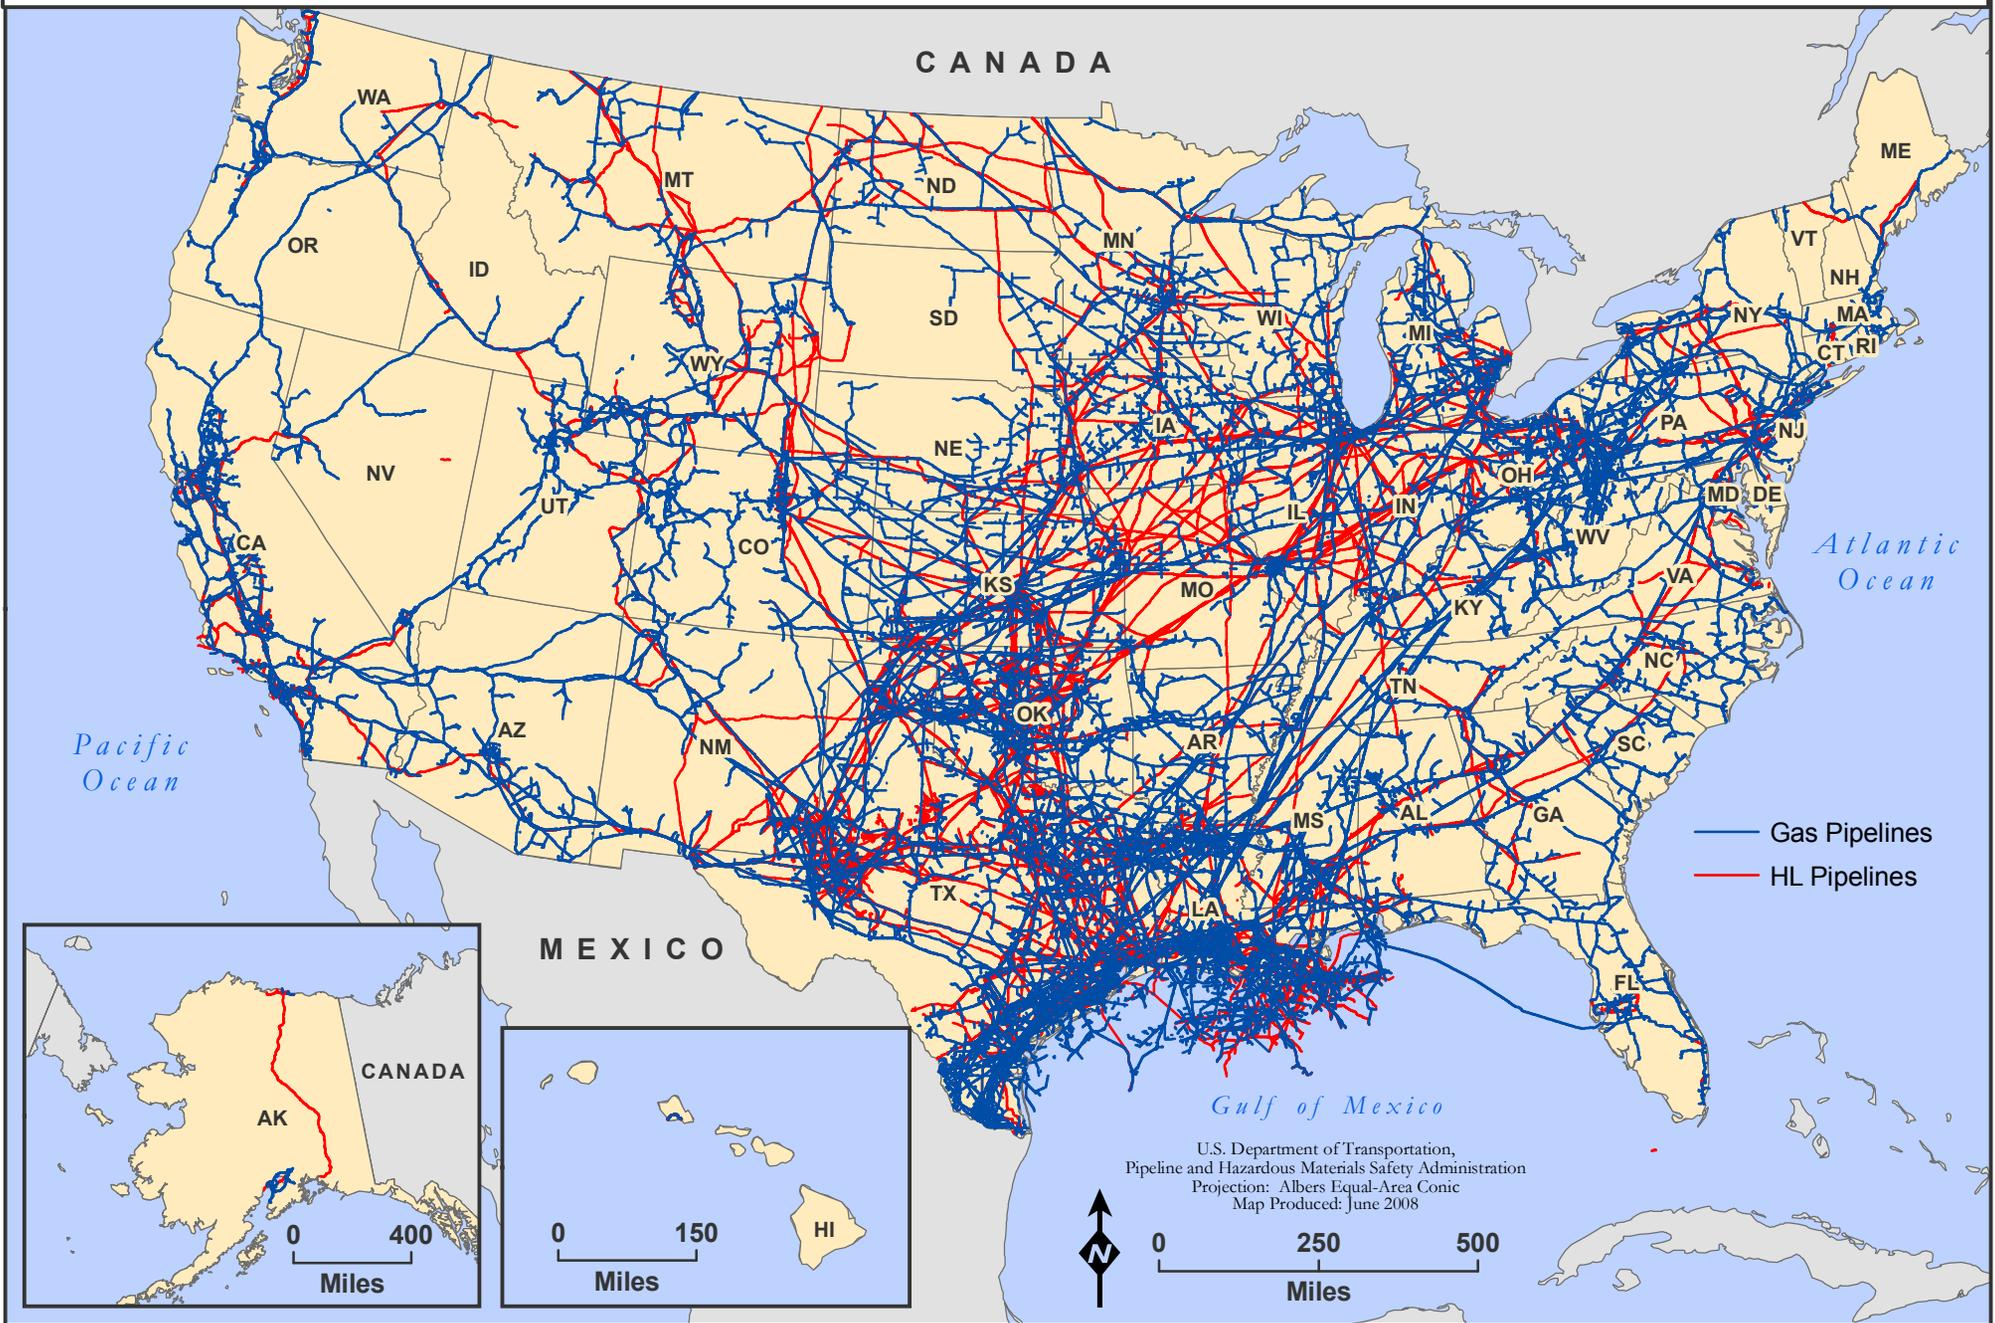 CANADA
WA
MT
ND
ME
OR
ID
MN
VT
NH
SD
WI
MI
NY
MA
WY
CT
RI
IA
PA
NE
NV
NJ
OH
UT
IL
IN
MD
DE
CA
CO
WV
KS
MO
VA
KY
Atlantic
Ocean
NC
TN
OK
AZ
NM
AR
SC
Pacific
Ocean
MS
AL
GA
Gas Pipelines
HL Pipelines
TX
LA
MEXICO
FL
CANADA
AK
0 400
Miles
HI
0 150
Miles
Gulf of Mexico
U.S. Department of Transportation,
Pipeline and Hazardous Materials Safety Administration
Projection: Albers Equal-Area Conic
Map Produced: June 2008
N
0 250 500
Miles